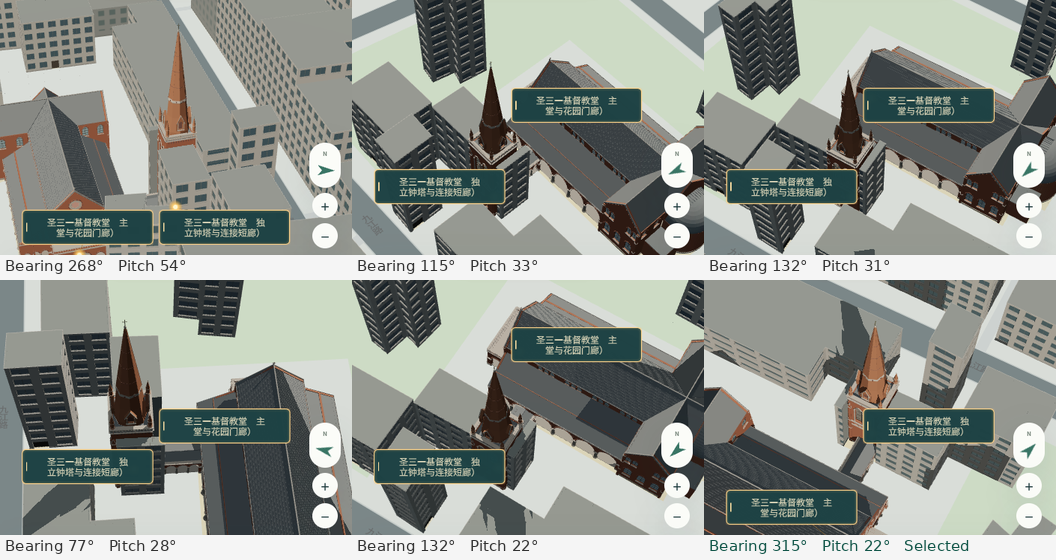 圣三一基督教堂 主
堂与花园门廊)
圣三一基督教堂 独
立钟塔与连接短廊)
N
+
−
Bearing 268° Pitch 54°
圣三一基督教堂 主
堂与花园门廊)
圣三一基督教堂 独
立钟塔与连接短廊)
N
+
−
Bearing 115° Pitch 33°
圣三一基督教堂 主
堂与花园门廊)
圣三一基督教堂 独
立钟塔与连接短廊)
N
+
−
Bearing 132° Pitch 31°
圣三一基督教堂 主
堂与花园门廊)
圣三一基督教堂 独
立钟塔与连接短廊)
N
+
−
Bearing 77° Pitch 28°
圣三一基督教堂 主
堂与花园门廊)
圣三一基督教堂 独
立钟塔与连接短廊)
N
+
−
Bearing 132° Pitch 22°
圣三一基督教堂 独
立钟塔与连接短廊)
圣三一基督教堂 主
堂与花园门廊)
N
+
−
Bearing 315° Pitch 22° Selected